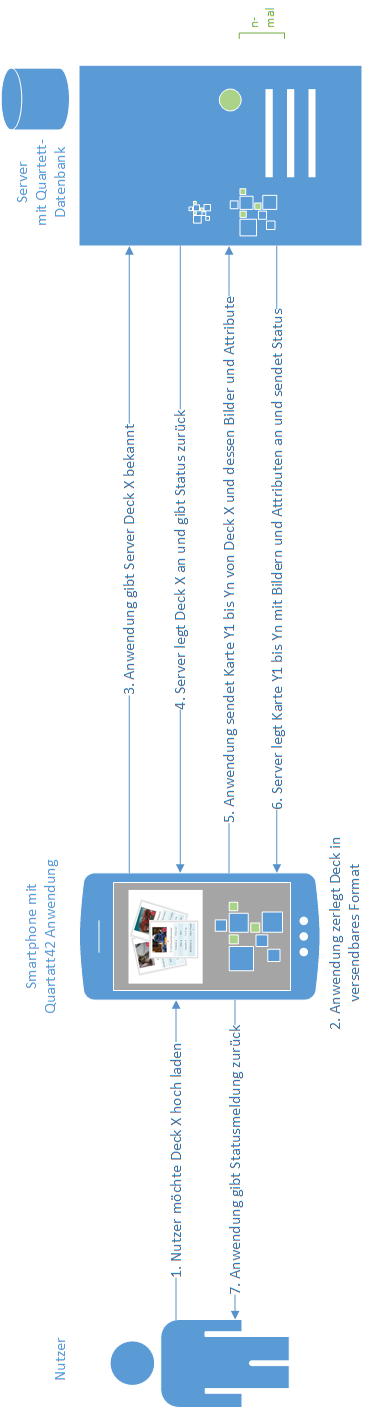 Nutzer
Smartphone mit
Quartatt42 Anwendung
Server
mit Quartett-
Datenbank
1. Nutzer möchte Deck X hoch laden
2. Anwendung zerlegt Deck in
versendbares Format
3. Anwendung gibt Server Deck X bekannt
4. Server legt Deck X an und gibt Status zurück
5. Anwendung sendet Karte Y1 bis Yn von Deck X und dessen Bilder und Attribute
6. Server legt Karte Y1 bis Yn mit Bildern und Attributen an und sendet Status
7. Anwendung gibt Statusmeldung zurück
n-
mal